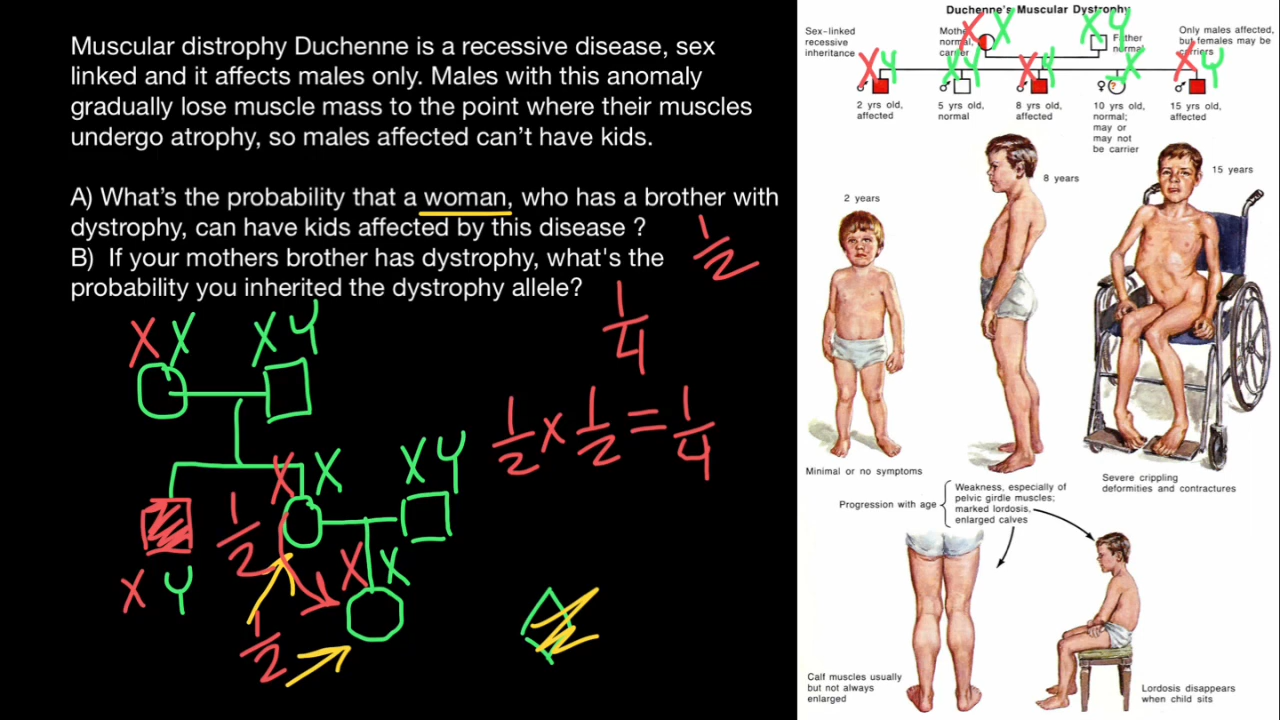 Muscular distrophy Duchenne is a recessive disease, sex
linked and it affects males only. Males with this anomaly
gradually lose muscle mass to the point where their muscles
undergo atrophy, so males affected can't have kids.
A) What's the probability that a woman, who has a brother with
dystrophy, can have kids affected by this disease ?
B) If your mothers brother has dystrophy, what's the
probability you inherited the dystrophy allele?
1/2
1/4
X X
X Y
1/2 x 1/2 = 1/4
X X
X Y
1/2
X Y
X X
1/2
Duchenne's Muscular Dystrophy
Sex-linked
recessive
inheritance
normal,
carrier
X X
X Y
Father
normal
Only males affected,
but females may be
carriers
X Y
X Y
X Y
X
X Y
♂
♂
♂
♀
?
♂
2 yrs old,
affected
5 yrs old,
normal
8 yrs old,
affected
10 yrs old,
normal;
may or
may not
be carrier
15 yrs old,
affected
2 years
8 years
15 years
Minimal or no symptoms
Severe crippling
deformities and contractures
Progression with age
Weakness, especially of
pelvic girdle muscles;
marked lordosis,
enlarged calves
Calf muscles usually
but not always
enlarged
Lordosis disappears
when child sits